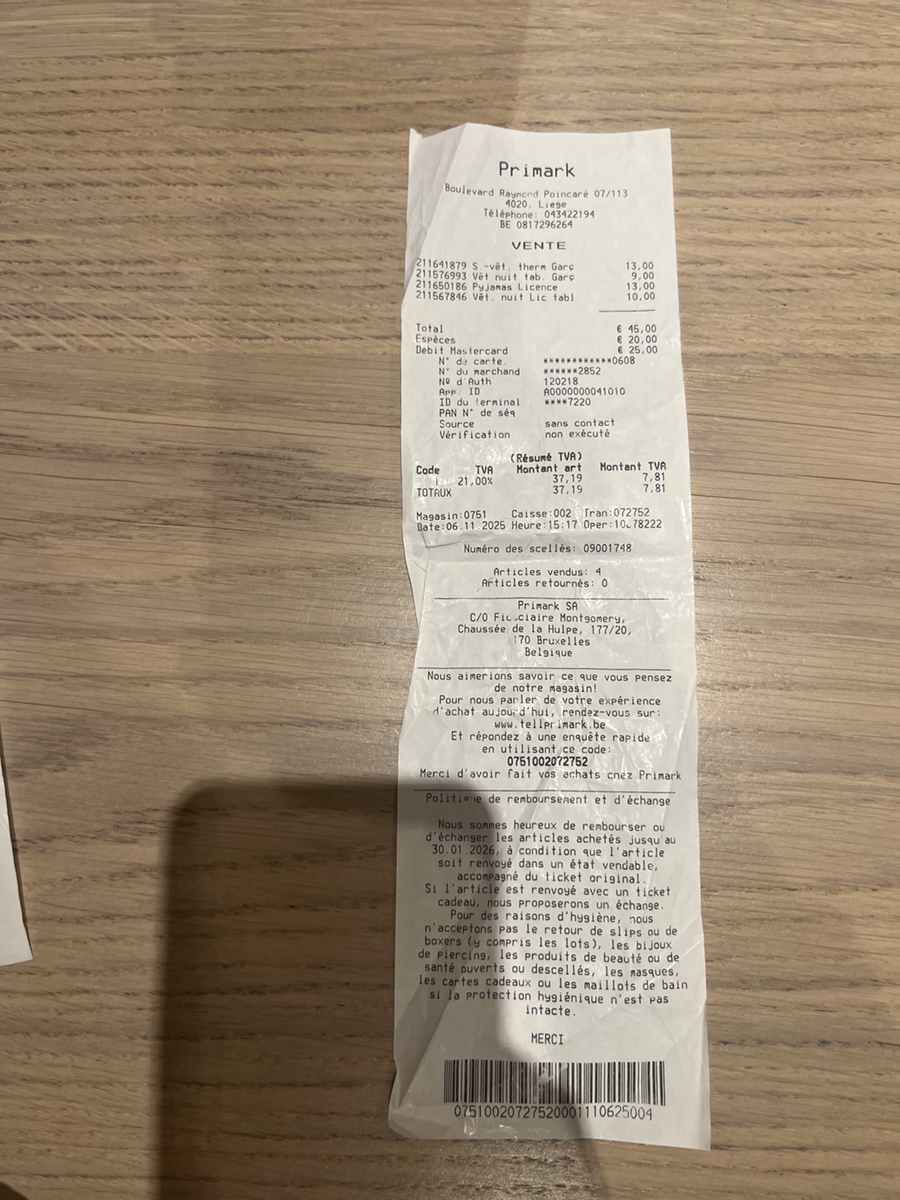 Primark
Boulevard Raymond Poincaré 07/113
4020, Liege
Téléphone: 043422194
BE 0817296264
VENTE
211641879 S.-vêt. therm Garç 13,00
211576993 Vêt nuit tab. Garç 9,00
211650186 Pyjamas Licence 13,00
211567846 Vêt. nuit Lic tabl 10,00
Total € 45,00
Espèces € 20,00
Debit Mastercard € 25,00
N° de carte. ************0608
N° du marchand ******2852
Nº d'Auth 120218
App. ID A0000000041010
ID du terminal ****7220
PAN N° de séq
Source sans contact
Vérification non exécuté
(Résumé TVA)
Code TVA Montant art Montant TVA
1 21,00% 37,19 7,81
TOTAUX 37,19 7,81
Magasin:0751 Caisse:002 Tran:072752
Date:06.11.2025 Heure:15:17 Oper:
Numéro des scellés: 09001748
Articles vendus: 4
Articles retournés: 0
Primark SA
C/O Fiduciaire Montgomery,
Chaussée de la Hulpe, 177/20,
Bruxelles
Belgique
Nous aimerions savoir ce que vous pensez
de notre magasin!
Pour nous parler de votre expérience
d'achat aujourd'hui, rendez-vous sur:
www.tellprimark.be
Et répondez à une enquête rapide
en utilisant ce code:
0751002072752
Merci d'avoir fait vos achats chez Primark
Politique de remboursement et d'échange
Nous sommes heureux de rembourser ou
d'échanger les articles achetés jusqu'au
30.01.2026, à condition que l'article
soit renvoyé dans un état vendable,
accompagné du ticket original.
Si l'article est renvoyé avec un ticket
cadeau, nous proposerons un échange.
Pour des raisons d'hygiène, nous
n'acceptons pas le retour de slips ou de
boxers (y compris les lots), les bijoux
de piercing, les produits de beauté ou de
santé ouverts ou descellés, les masques,
les cartes cadeaux ou les maillots de bain
si la protection hygiénique n'est pas
intacte.
MERCI
07510020727520001110625004